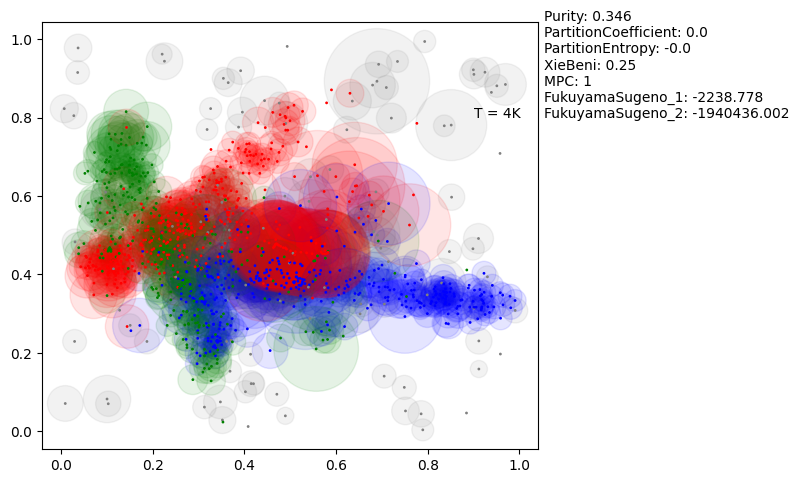 Purity: 0.346
PartitionCoefficient: 0.0
PartitionEntropy: -0.0
XieBeni: 0.25
MPC: 1
FukuyamaSugeno_1: -2238.778
FukuyamaSugeno_2: -1940436.002
T = 4K
1.0
0.8
0.6
0.4
0.2
0.0
0.0 0.2 0.4 0.6 0.8 1.0